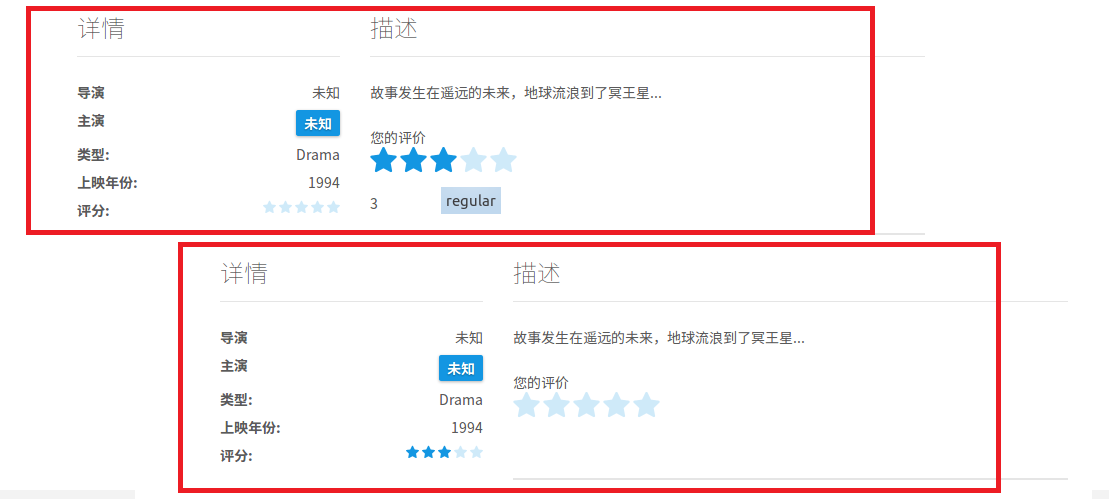 详情
描述
导演 未知
故事发生在遥远的未来，地球流浪到了冥王星...
主演 未知
您的评价
类型: Drama
上映年份: 1994
3 regular
评分:
详情
描述
导演 未知
故事发生在遥远的未来，地球流浪到了冥王星...
主演 未知
您的评价
类型: Drama
上映年份: 1994
评分: